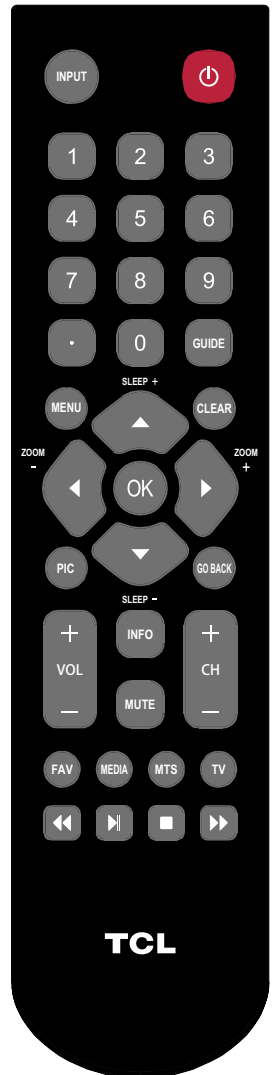 INPUT
1 2 3
4 5 6
7 8 9
· 0 GUIDE
SLEEP +
MENU CLEAR
ZOOM
-
ZOOM
+
OK
PIC GO BACK
SLEEP -
+
VOL
-
INFO
MUTE
+
CH
-
FAV MEDIA MTS TV
TCL